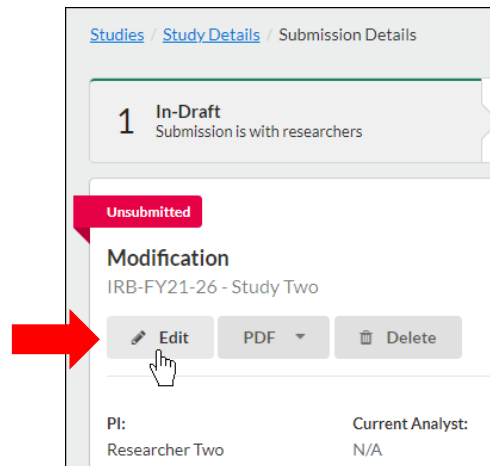 Studies / Study Details / Submission Details
1 In-Draft
Submission is with researchers
Unsubmitted
Modification
IRB-FY21-26 - Study Two
Edit PDF Delete
PI: Current Analyst:
Researcher Two N/A